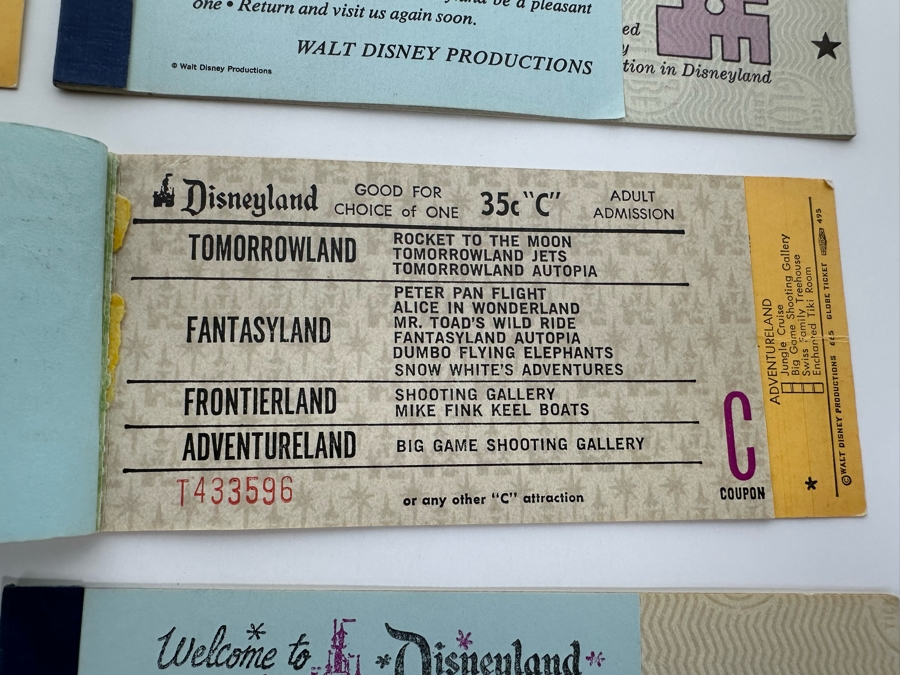 one • Return and visit us again soon.
WALT DISNEY PRODUCTIONS
© Walt Disney Productions
tion in Disneyland
Disneyland
GOOD FOR
CHOICE of ONE
35c "C"
ADULT
ADMISSION
TOMORROWLAND
ROCKET TO THE MOON
TOMORROWLAND JETS
TOMORROWLAND AUTOPIA
FANTASYLAND
PETER PAN FLIGHT
ALICE IN WONDERLAND
MR. TOAD'S WILD RIDE
FANTASYLAND AUTOPIA
DUMBO FLYING ELEPHANTS
SNOW WHITE'S ADVENTURES
FRONTIERLAND
SHOOTING GALLERY
MIKE FINK KEEL BOATS
ADVENTURELAND
BIG GAME SHOOTING GALLERY
T433596
or any other "C" attraction
C
COUPON
ADVENTURELAND
Jungle Cruise
Big Game Shooting Gallery
Swiss Family Treehouse
Enchanted Tiki Room
*
© WALT DISNEY PRODUCTIONS GLOBE TICKET 495
Welcome to
Disneyland